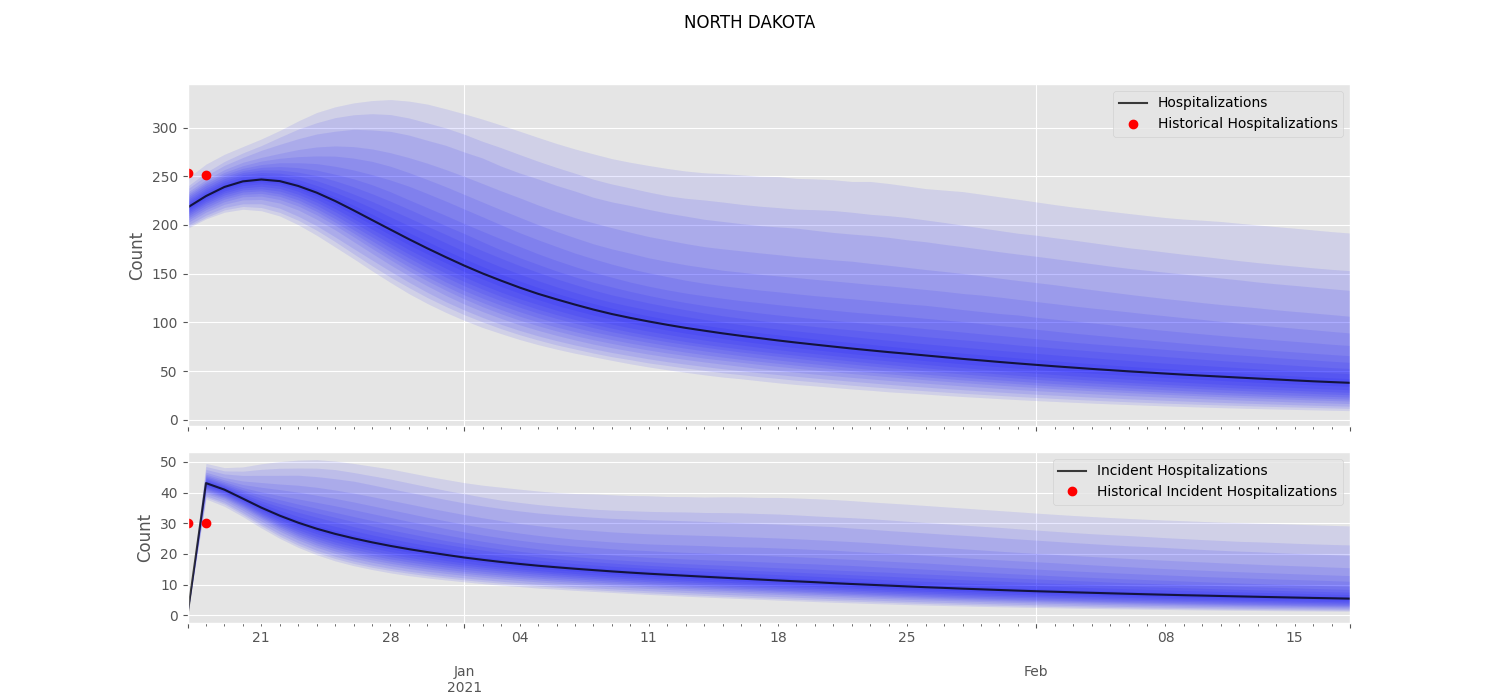 NORTH DAKOTA
Hospitalizations
Historical Hospitalizations
300
250
200
150
100
50
0
Count
Incident Hospitalizations
Historical Incident Hospitalizations
50
40
30
20
10
0
Count
21 28 04 11 18 25 08 15
Jan Feb
2021